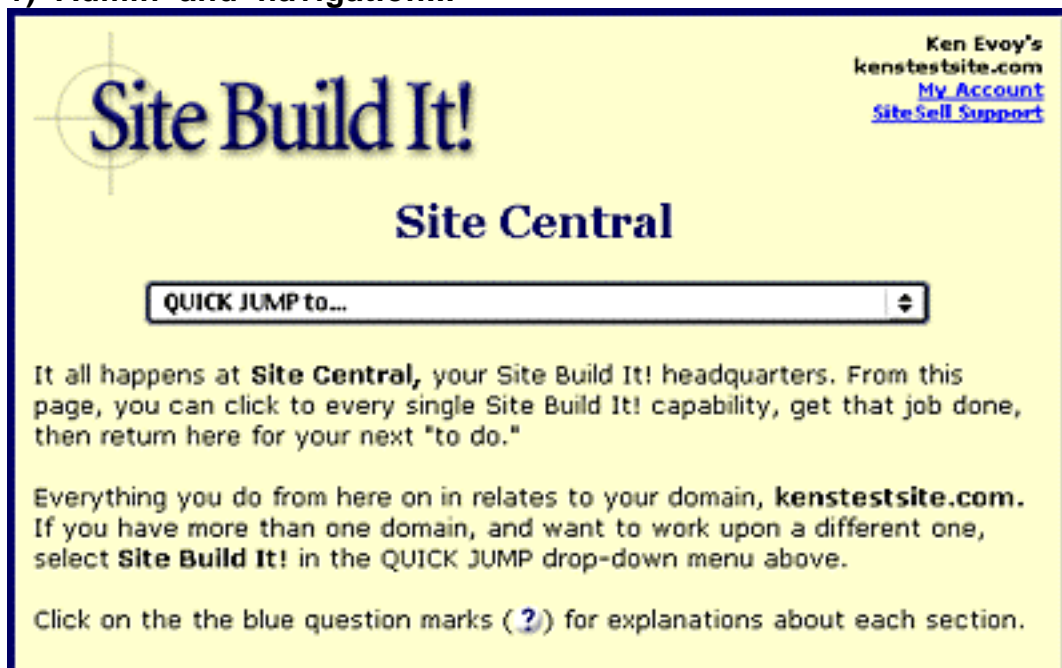 Ken Evoy's
kenstestsite.com
My Account
SiteSell Support
Site Build It!
Site Central
QUICK JUMP to...
It all happens at Site Central, your Site Build It! headquarters. From this
page, you can click to every single Site Build It! capability, get that job done,
then return here for your next "to do."
Everything you do from here on in relates to your domain, kenstestsite.com.
If you have more than one domain, and want to work upon a different one,
select Site Build It! in the QUICK JUMP drop-down menu above.
Click on the the blue question marks (?) for explanations about each section.